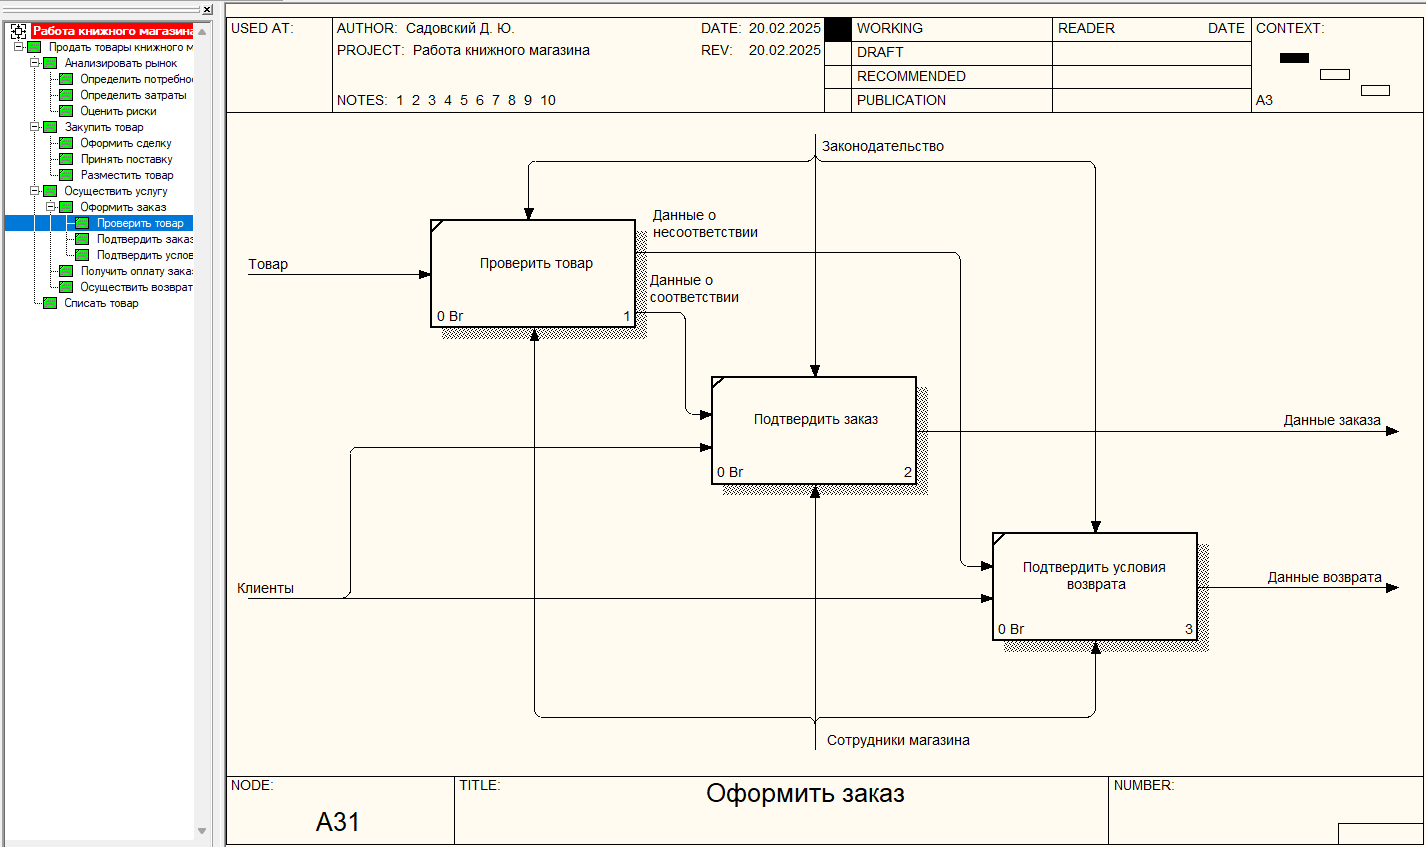 Работа книжного магазина
Продать товары книжного м
Анализировать рынок
Определить потребно
Определить затраты
Оценить риски
Закупить товар
Оформить сделку
Принять поставку
Разместить товар
Осуществить услугу
Оформить заказ
Проверить товар
Подтвердить заказ
Подтвердить услов
Получить оплату зака
Осуществить возврат
Списать товар
USED AT:
AUTHOR: Садовский Д. Ю.
DATE: 20.02.2025
PROJECT: Работа книжного магазина
REV: 20.02.2025
NOTES: 1 2 3 4 5 6 7 8 9 10
WORKING
DRAFT
RECOMMENDED
PUBLICATION
READER DATE
CONTEXT:
A3
Законодательство
Данные о
несоответствии
Товар
Проверить товар
0 Br 1
Данные о
соответствии
Подтвердить заказ
0 Br 2
Данные заказа
Клиенты
Подтвердить условия
возврата
0 Br 3
Данные возврата
Сотрудники магазина
NODE:
A31
TITLE:
Оформить заказ
NUMBER: